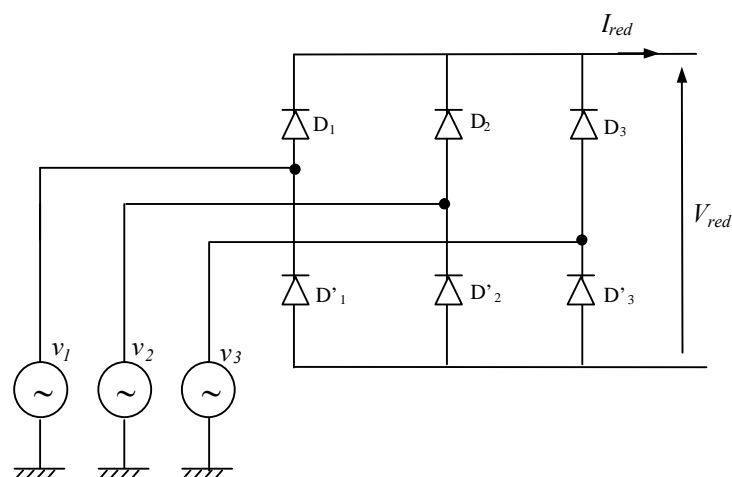 I_red
D₁ D₂ D₃
V_red
D'₁ D'₂ D'₃
v₁ v₂ v₃
~ ~ ~